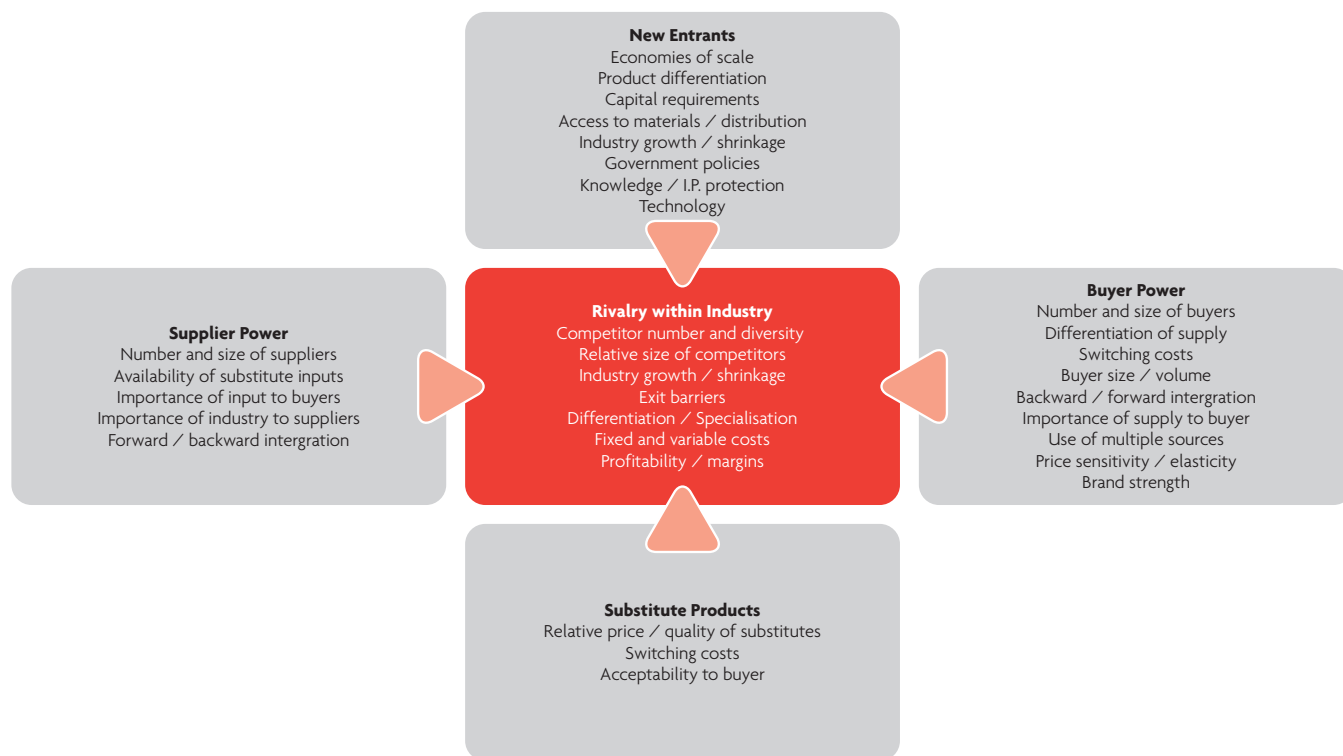 New Entrants
Economies of scale
Product differentiation
Capital requirements
Access to materials / distribution
Industry growth / shrinkage
Government policies
Knowledge / I.P. protection
Technology
Supplier Power
Number and size of suppliers
Availability of substitute inputs
Importance of input to buyers
Importance of industry to suppliers
Forward / backward intergration
Rivalry within Industry
Competitor number and diversity
Relative size of competitors
Industry growth / shrinkage
Exit barriers
Differentiation / Specialisation
Fixed and variable costs
Profitability / margins
Buyer Power
Number and size of buyers
Differentiation of supply
Switching costs
Buyer size / volume
Backward / forward intergration
Importance of supply to buyer
Use of multiple sources
Price sensitivity / elasticity
Brand strength
Substitute Products
Relative price / quality of substitutes
Switching costs
Acceptability to buyer